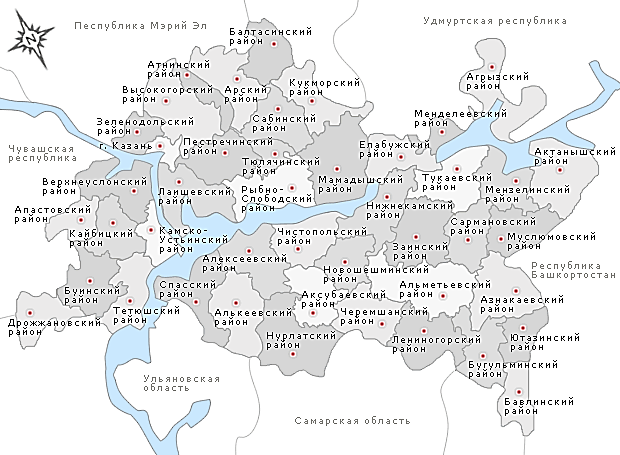 Республика Мэрий Эл
Удмуртская республика
Балтасинский
район
Атнинский
район
Агрызский
район
Высокогорский
район
Арский
район
Кукморский
район
Зеленодольский
район
Сабинский
район
Менделеевский
район
г. Казань
Чувашская
республика
Пестречинский
район
Тюлячинский
район
Елабужский
район
Актанышский
район
Верхнеуслонский
район
Лаишевский
район
Рыбно-
Слободский
район
Мамадышский
район
Тукаевский
район
Мензелинский
район
Апастовский
район
Нижнекамский
район
Кайбицкий
район
Камско-
Устьинский
район
Чистопольский
район
Сармановский
район
Заинский
район
Муслюмовский
район
Алексеевский
район
Новошешминский
район
Республика
Башкортостан
Буинский
район
Спасский
район
Аксубаевский
район
Альметьевский
район
Азнакаевский
район
Дрожжановский
район
Тетюшский
район
Алькеевский
район
Черемшанский
район
Нурлатский
район
Лениногорский
район
Ютазинский
район
Бугульминский
район
Ульяновская
область
Бавлинский
район
Самарская область